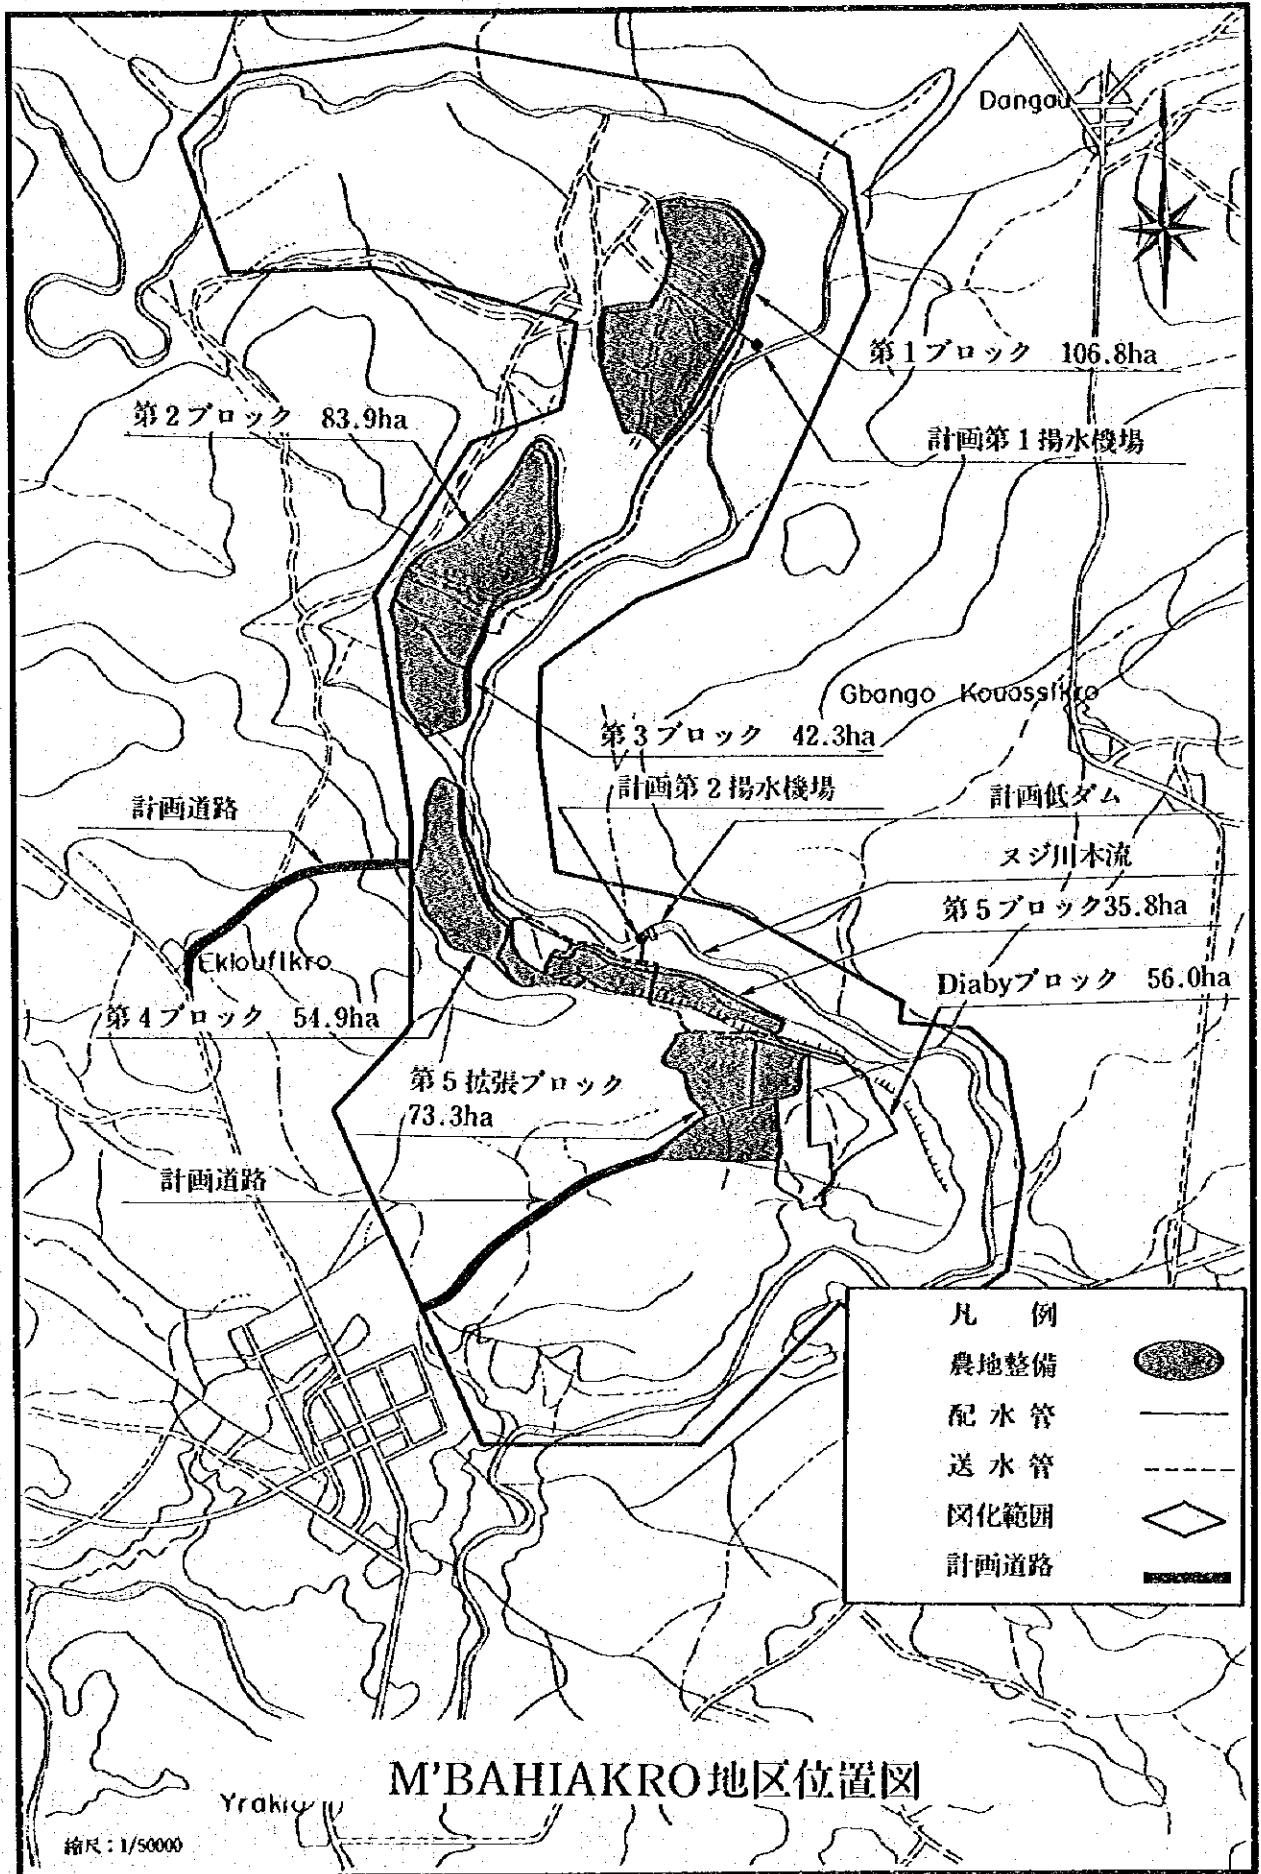 Dangou
第1ブロック 106.8ha
第2ブロック 83.9ha
計画第1揚水機場
Gbango Kouassikro
第3ブロック 42.3ha
計画第2揚水機場
計画低ダム
計画道路
ヌジ川本流
第5ブロック35.8ha
Ekloufikro
Diabyブロック 56.0ha
第4ブロック 54.9ha
第5拡張ブロック
73.3ha
計画道路
凡例
農地整備
配水管
送水管
図化範囲
計画道路
M'BAHIAKRO地区位置図
Yrakro
縮尺：1/50000